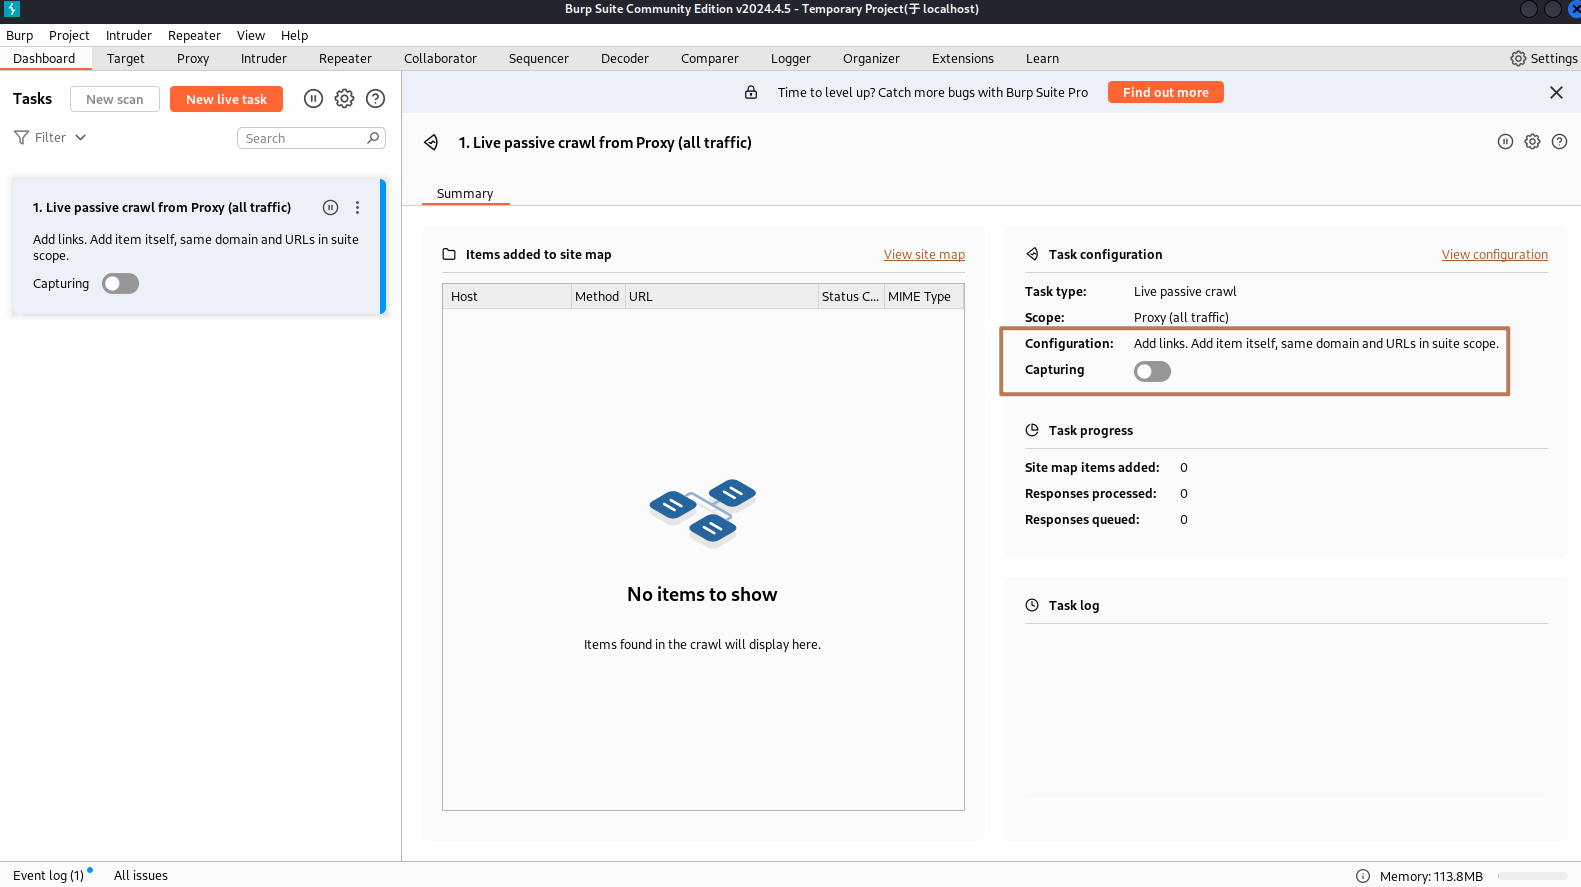 Burp Suite Community Edition v2024.4.5 - Temporary Project(于 localhost)
Burp Project Intruder Repeater View Help
Dashboard Target Proxy Intruder Repeater Collaborator Sequencer Decoder Comparer Logger Organizer Extensions Learn Settings
Tasks New scan New live task
Filter Search
1. Live passive crawl from Proxy (all traffic)
Add links. Add item itself, same domain and URLs in suite
scope.
Capturing
Time to level up? Catch more bugs with Burp Suite Pro Find out more
1. Live passive crawl from Proxy (all traffic)
Summary
Items added to site map View site map
Host Method URL Status C... MIME Type
No items to show
Items found in the crawl will display here.
Task configuration View configuration
Task type: Live passive crawl
Scope: Proxy (all traffic)
Configuration: Add links. Add item itself, same domain and URLs in suite scope.
Capturing
Task progress
Site map items added: 0
Responses processed: 0
Responses queued: 0
Task log
Event log (1) All issues Memory: 113.8MB